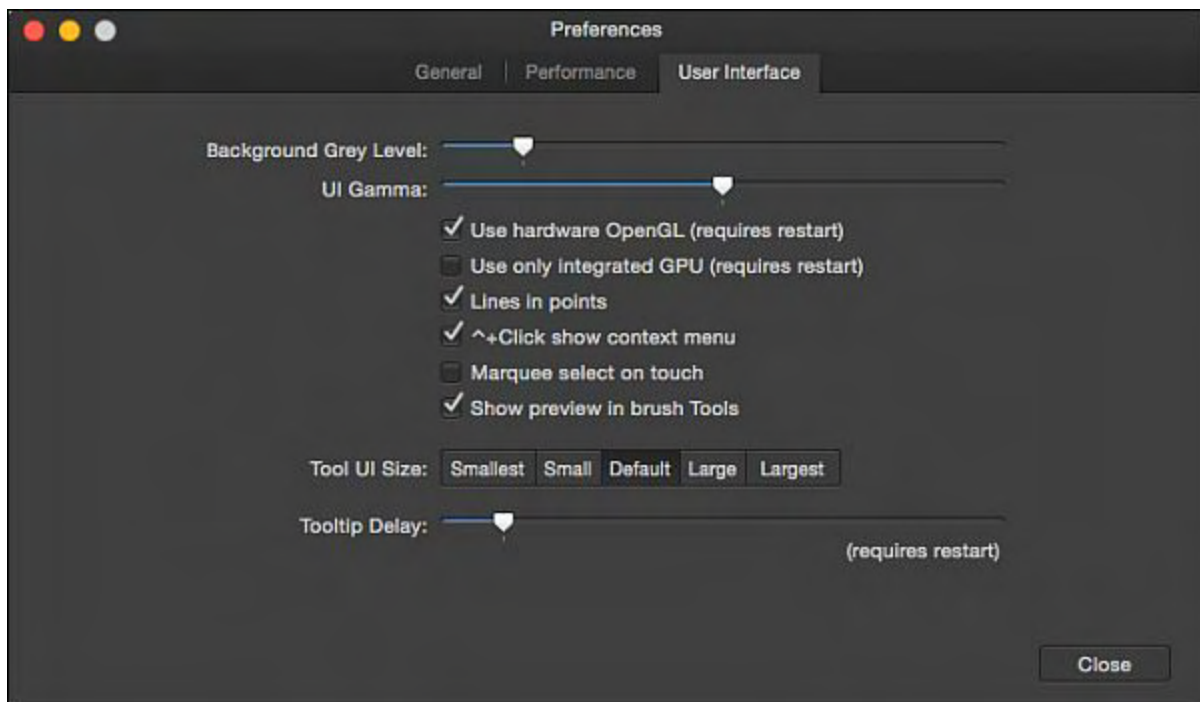 Preferences
General | Performance User Interface
Background Grey Level:
UI Gamma:
Use hardware OpenGL (requires restart)
Use only integrated GPU (requires restart)
Lines in points
^+Click show context menu
Marquee select on touch
Show preview in brush Tools
Tool UI Size: Smallest Small Default Large Largest
Tooltip Delay:
(requires restart)
Close